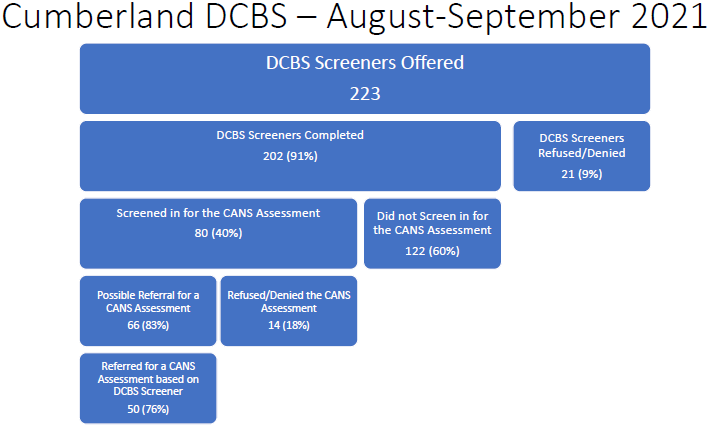 Cumberland DCBS – August-September 2021
DCBS Screeners Offered
223
DCBS Screeners Completed
202 (91%)
DCBS Screeners
Refused/Denied
21 (9%)
Screened in for the CANS Assessment
80 (40%)
Did not Screen in for
the CANS Assessment
122 (60%)
Possible Referral for a
CANS Assessment
66 (83%)
Refused/Denied the CANS
Assessment
14 (18%)
Referred for a CANS
Assessment based on
DCBS Screener
50 (76%)